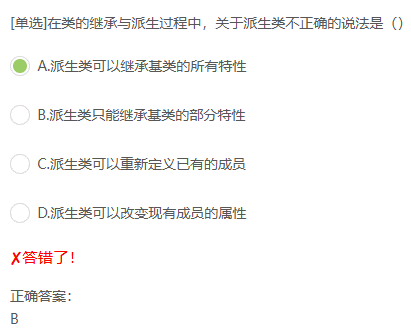 [单选]在类的继承与派生过程中，关于派生类不正确的说法是（）
A.派生类可以继承基类的所有特性
B.派生类只能继承基类的部分特性
C.派生类可以重新定义已有的成员
D.派生类可以改变现有成员的属性
✗答错了！
正确答案：
B